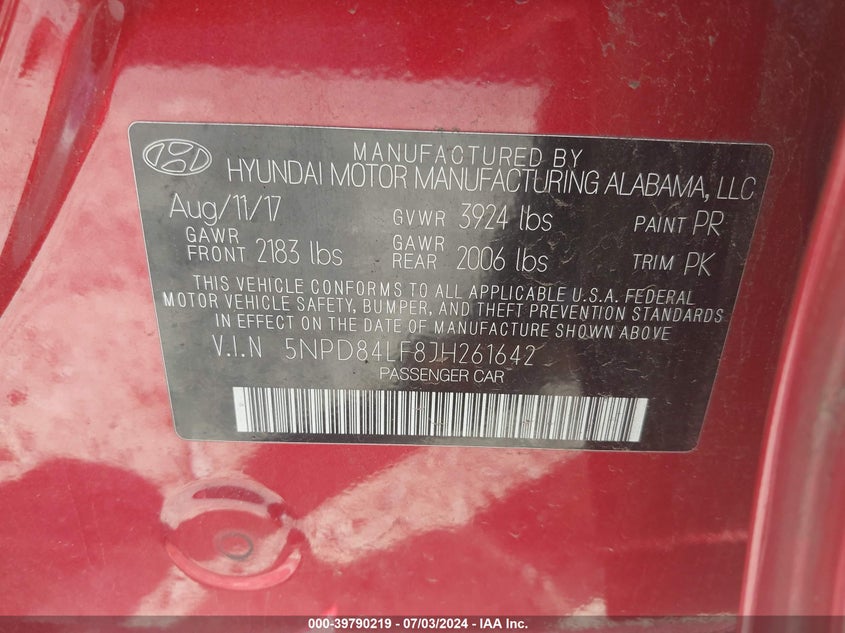 MANUFACTURED BY
HYUNDAI MOTOR MANUFACTURING ALABAMA, LLC
Aug/11/17 GVWR 3924 lbs PAINT PR
GAWR FRONT 2183 lbs GAWR REAR 2006 lbs TRIM PK
THIS VEHICLE CONFORMS TO ALL APPLICABLE U.S.A. FEDERAL
MOTOR VEHICLE SAFETY, BUMPER, AND THEFT PREVENTION STANDARDS
IN EFFECT ON THE DATE OF MANUFACTURE SHOWN ABOVE
V.I.N 5NPD84LF8JH261642
PASSENGER CAR
000-39790219 - 07/03/2024 - IAA Inc.